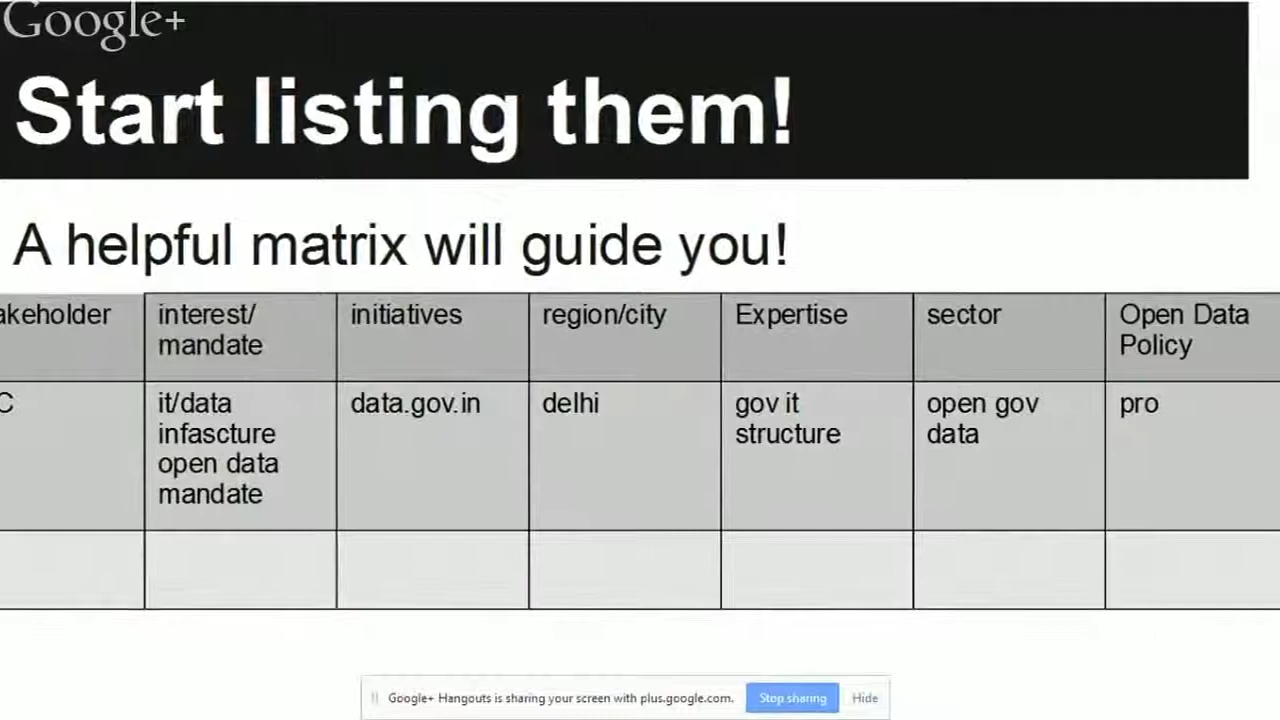 Google+
Start listing them!
A helpful matrix will guide you!
akeholder
interest/
mandate
initiatives
region/city
Expertise
sector
Open Data
Policy
C
it/data
infascture
open data
mandate
data.gov.in
delhi
gov it
structure
open gov
data
pro
Google+ Hangouts is sharing your screen with plus.google.com.
Stop sharing
Hide